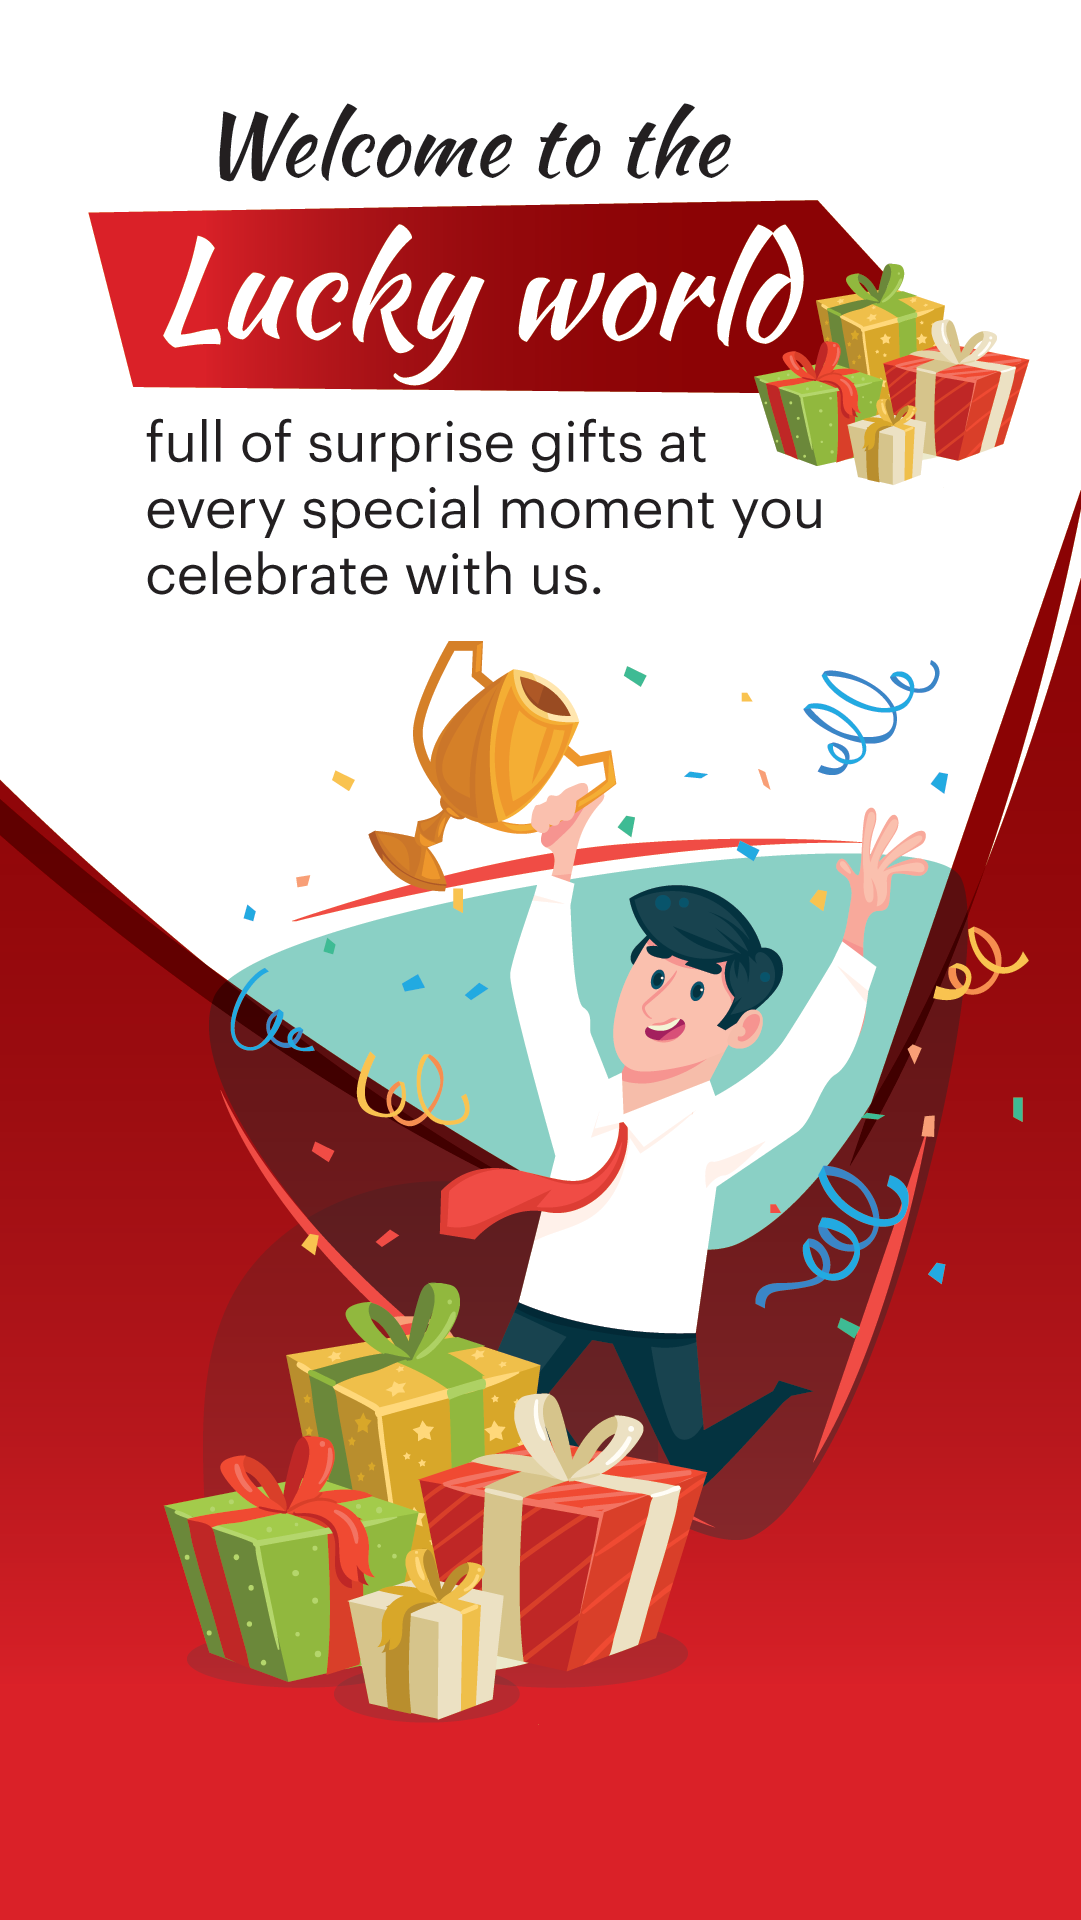 Welcome to the
Lucky world
full of surprise gifts at
every special moment you
celebrate with us.